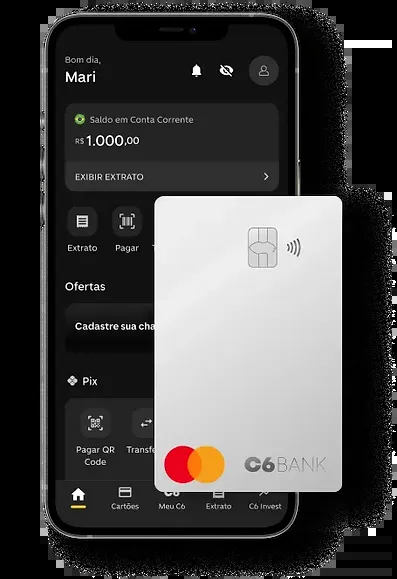 Bom dia,
Mari
Saldo em Conta Corrente
R$ 1.000,00
EXIBIR EXTRATO
Extrato
Pagar
T
Ofertas
Cadastre sua cha
Pix
Pagar QR
Code
Transfe
C6BANK
Cartões
Meu C6
Extrato
C6 Invest